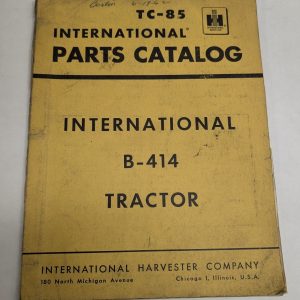 TC-85
INTERNATIONAL®
PARTS CATALOG
INTERNATIONAL
B-414
TRACTOR
INTERNATIONAL HARVESTER COMPANY
180 North Michigan Avenue Chicago 1, Illinois, U.S.A.